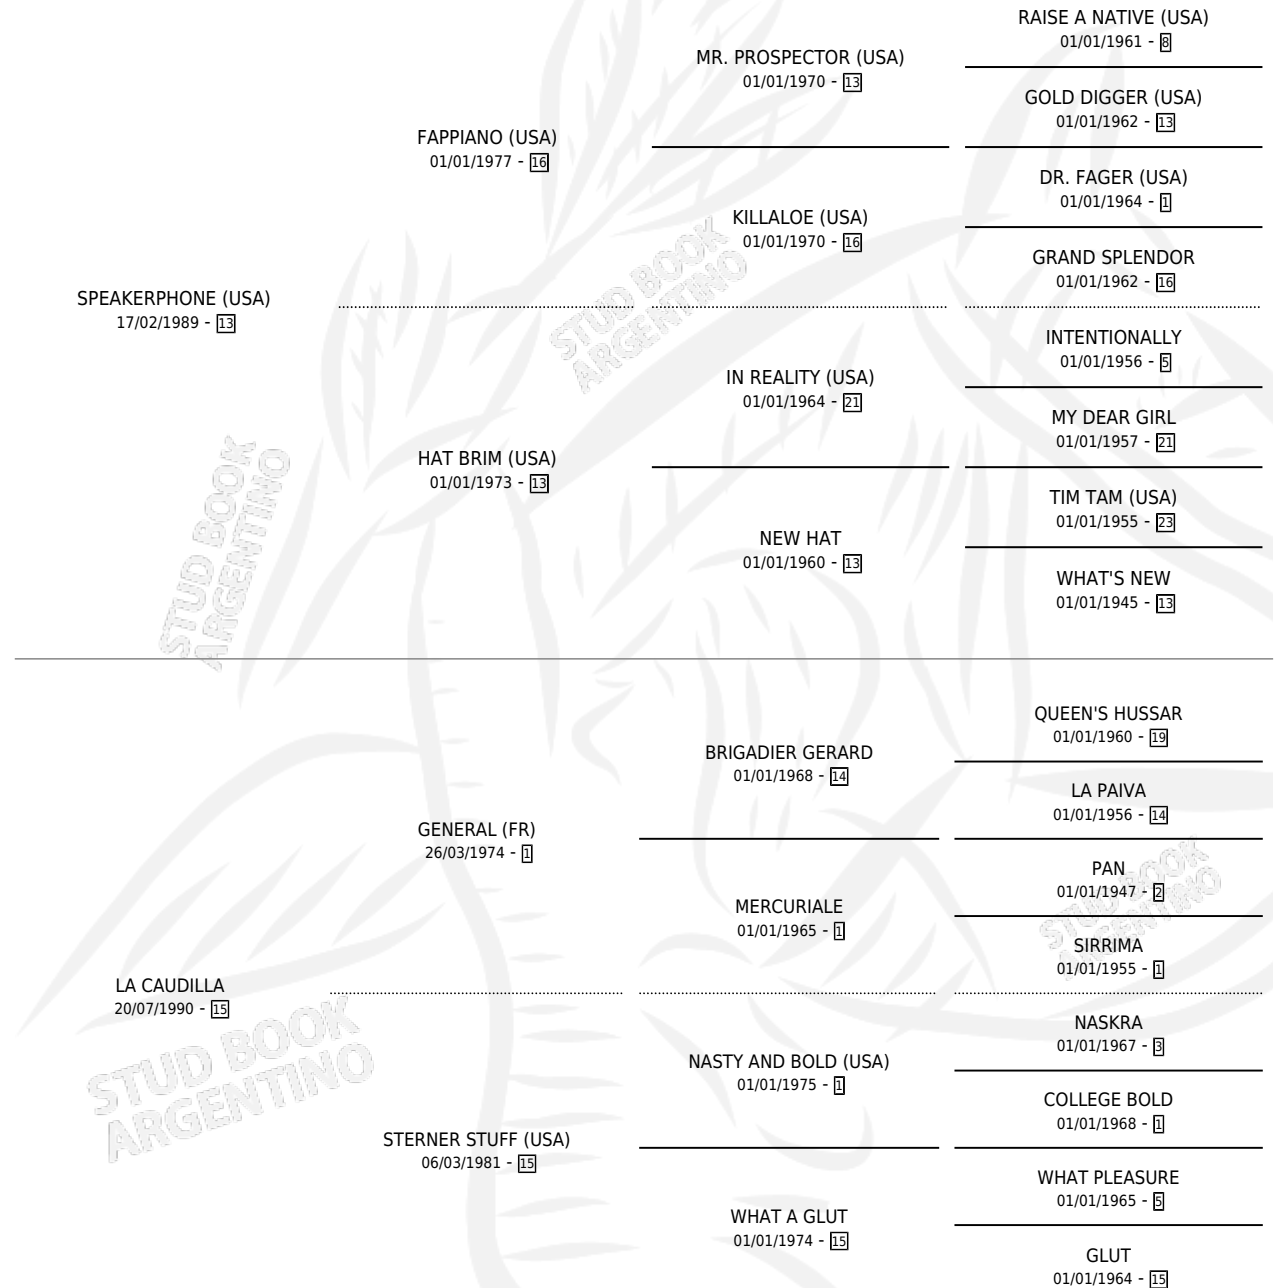 RAISE A NATIVE (USA)
01/01/1961 - 8
MR. PROSPECTOR (USA)
01/01/1970 - 13
GOLD DIGGER (USA)
01/01/1962 - 13
FAPPIANO (USA)
01/01/1977 - 16
DR. FAGER (USA)
01/01/1964 - 1
KILLALOE (USA)
01/01/1970 - 16
GRAND SPLENDOR
01/01/1962 - 16
SPEAKERPHONE (USA)
17/02/1989 - 13
INTENTIONALLY
01/01/1956 - 5
IN REALITY (USA)
01/01/1964 - 21
MY DEAR GIRL
01/01/1957 - 21
HAT BRIM (USA)
01/01/1973 - 13
TIM TAM (USA)
01/01/1955 - 23
NEW HAT
01/01/1960 - 13
WHAT'S NEW
01/01/1945 - 13
QUEEN'S HUSSAR
01/01/1960 - 19
BRIGADIER GERARD
01/01/1968 - 14
LA PAIVA
01/01/1956 - 14
GENERAL (FR)
26/03/1974 - 1
PAN
01/01/1947 - 2
MERCURIALE
01/01/1965 - 1
SIRRIMA
01/01/1955 - 1
LA CAUDILLA
20/07/1990 - 15
NASKRA
01/01/1967 - 3
NASTY AND BOLD (USA)
01/01/1975 - 1
COLLEGE BOLD
01/01/1968 - 1
STERNER STUFF (USA)
06/03/1981 - 15
WHAT PLEASURE
01/01/1965 - 5
WHAT A GLUT
01/01/1974 - 15
GLUT
01/01/1964 - 15
STUD BOOK
ARGENTINO
STUD BOOK
ARGENTINO
STUD BOOK
ARGENTINO
STUD BOOK
ARGENTINO